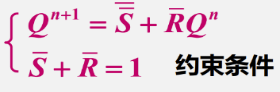 Q^{n+1} = \overline{\overline{S}} + \overline{R}Q^n
\overline{S} + \overline{R} = 1 约束条件